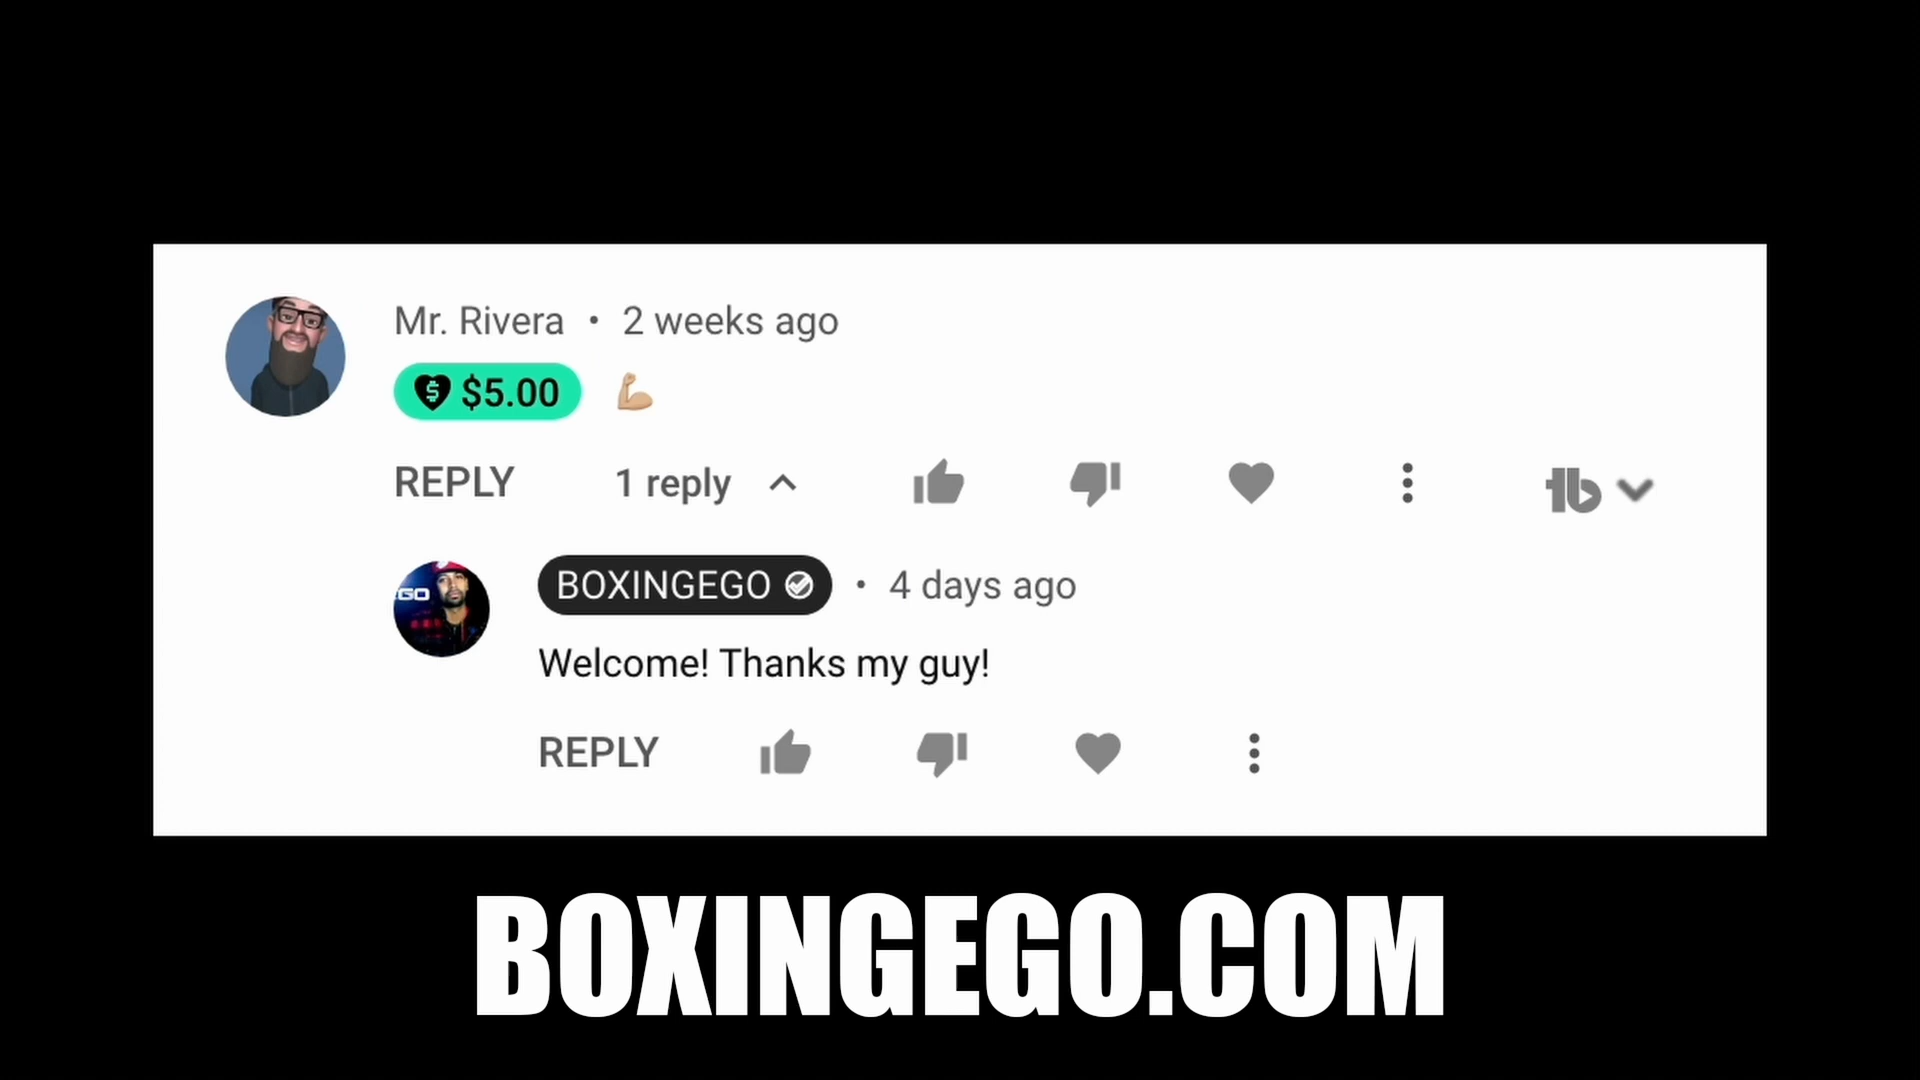 Mr. Rivera • 2 weeks ago
$5.00 💪🏼
REPLY 1 reply
GO
BOXINGEGO • 4 days ago
Welcome! Thanks my guy!
REPLY
BOXINGEGO.COM